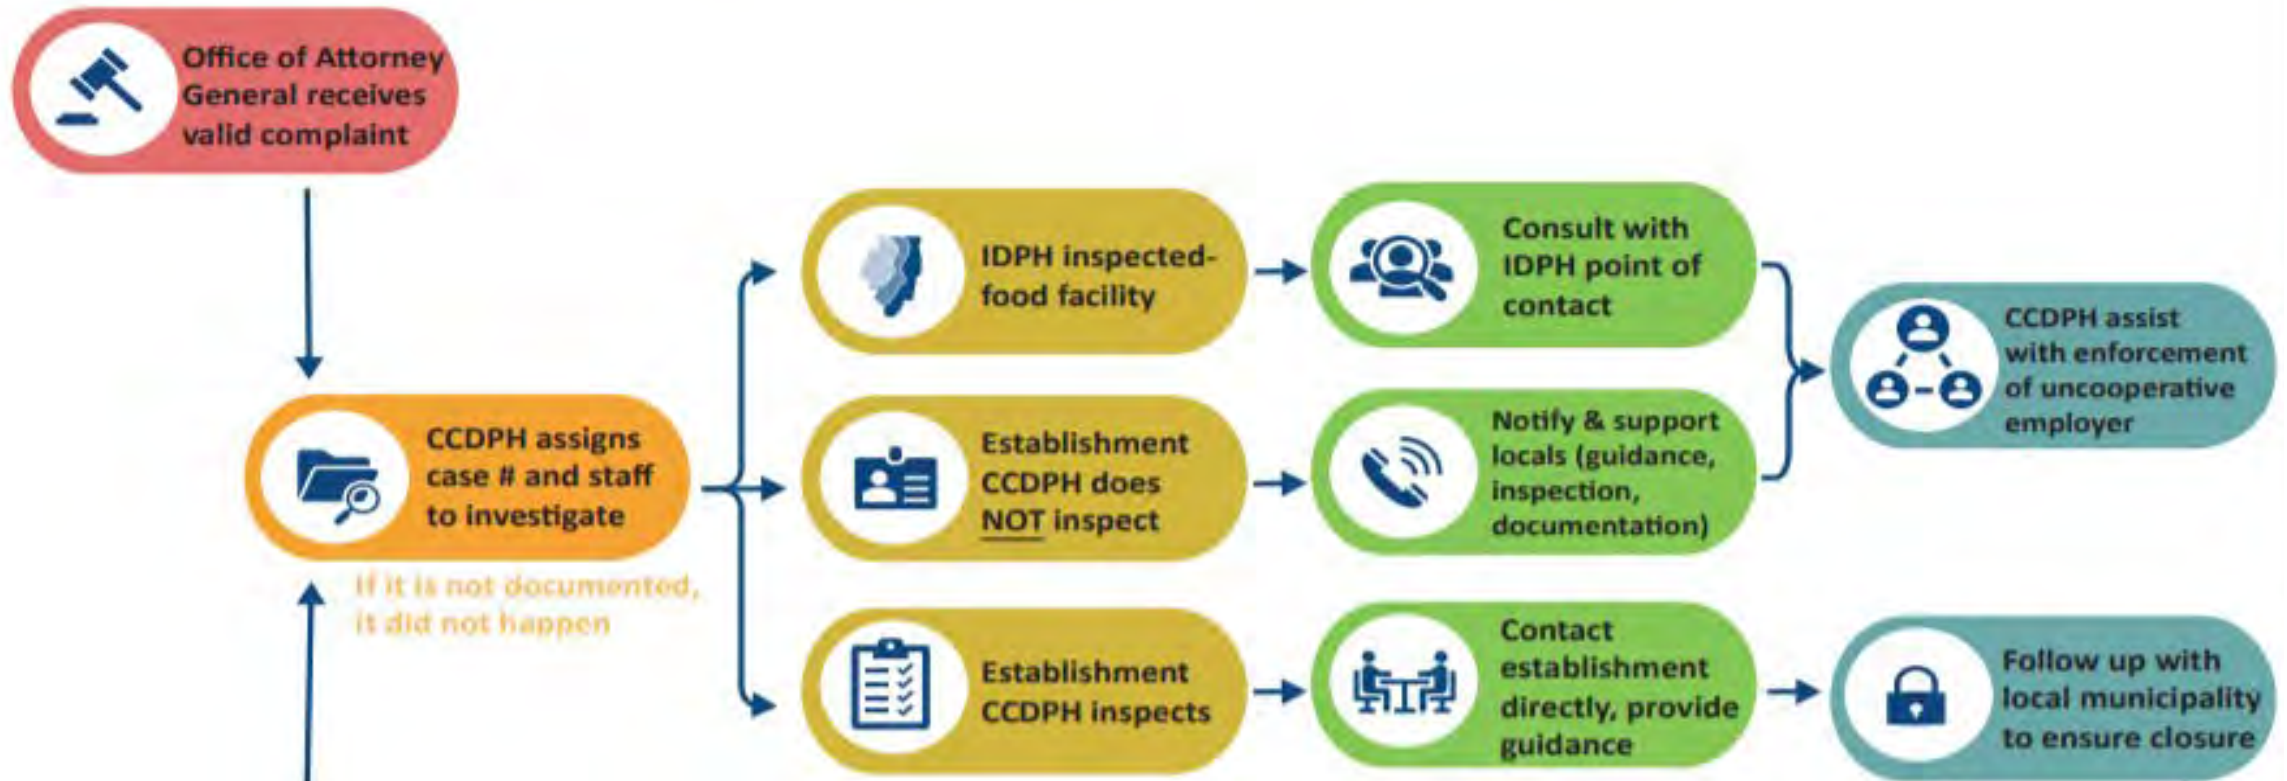 Office of Attorney
General receives
valid complaint
CCDPH assigns
case # and staff
to investigate
If it is not documented,
it did not happen
IDPH inspected-
food facility
Consult with
IDPH point of
contact
Establishment
CCDPH does
NOT inspect
Notify & support
locals (guidance,
inspection,
documentation)
CCDPH assist
with enforcement
of uncooperative
employer
Establishment
CCDPH inspects
Contact
establishment
directly, provide
guidance
Follow up with
local municipality
to ensure closure